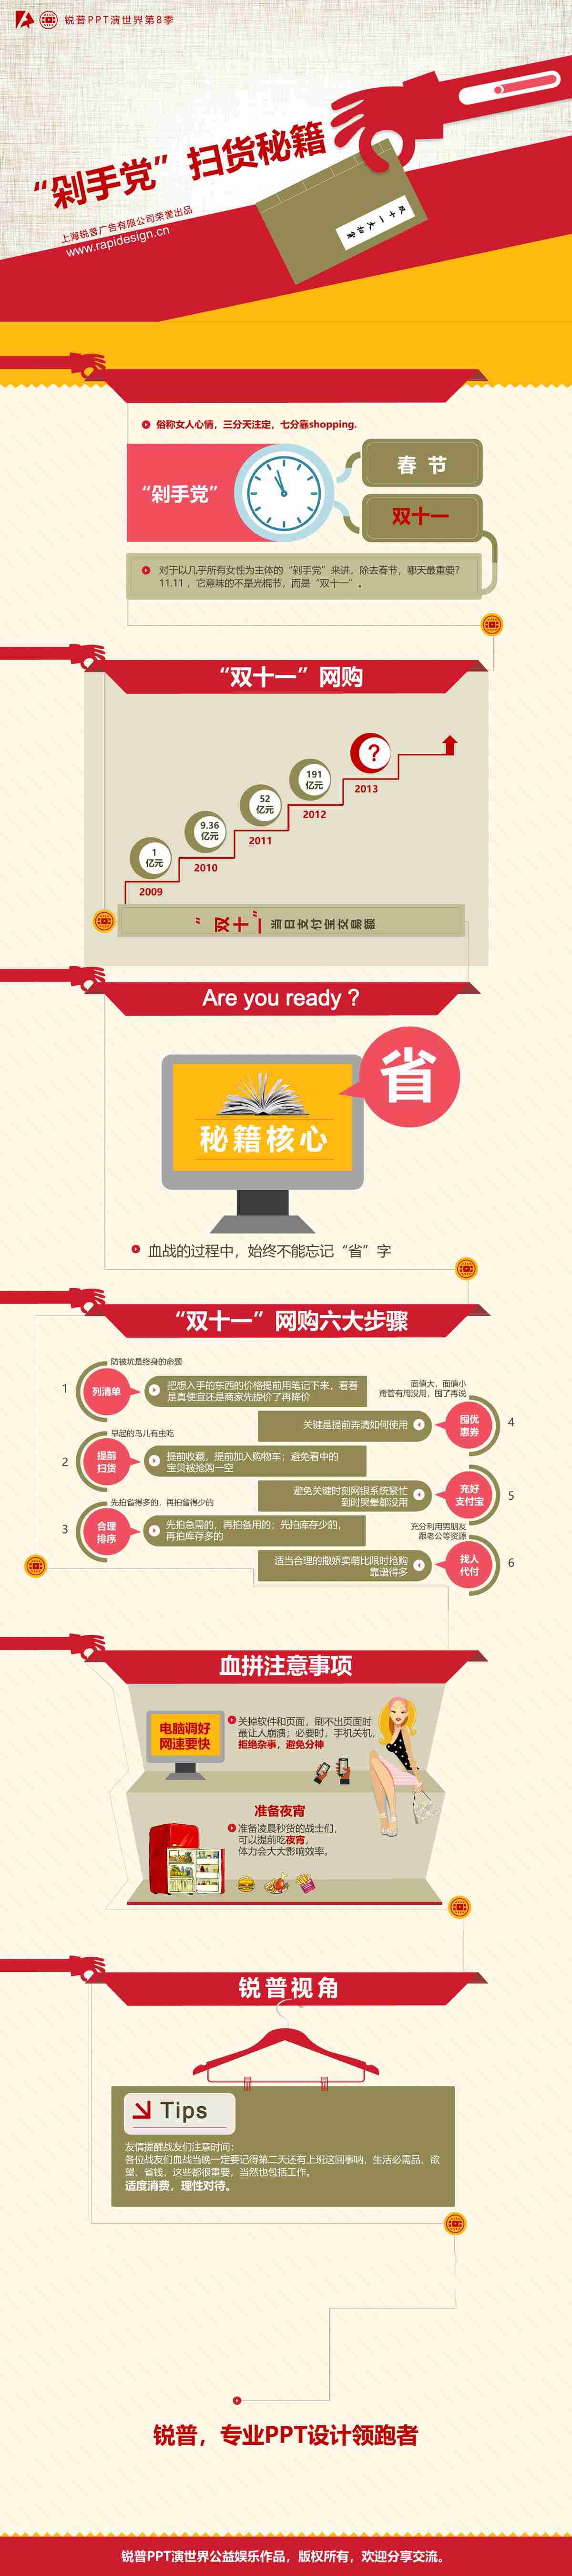 锐普PPT演世界第8季
“剁手党”扫货秘籍
上海锐普广告有限公司荣誉出品
www.rapidesign.cn
双十一大扫货
俗称女人心情，三分天注定，七分靠shopping.
“剁手党”
春 节
双十一
对于以几乎所有女性为主体的“剁手党”来讲，除去春节，哪天最重要？
11.11 ，它意味的不是光棍节，而是“双十一”。
“双十一”网购
?
2013
191
亿元
2012
52
亿元
2011
9.36
亿元
2010
1
亿元
2009
“双十一”当日支付宝交易额
Are you ready ?
省
秘籍核心
血战的过程中，始终不能忘记“省”字
“双十一”网购六大步骤
防被坑是终身的命题
1
列清单
把想入手的东西的价格提前用笔记下来，看看
是真便宜还是商家先提价了再降价
面值大，面值小
甭管有用没用，囤了再说
关键是提前弄清如何使用
囤优
惠券
4
早起的鸟儿有虫吃
2
提前
扫货
提前收藏，提前加入购物车；避免看中的
宝贝被抢购一空
避免关键时刻网银系统繁忙
到时哭晕都没用
充好
支付宝
5
先拍省得多的，再拍省得少的
3
合理
排序
先拍急需的，再拍备用的；先拍库存少的，
再拍库存多的
充分利用男朋友
跟老公等资源
适当合理的撒娇卖萌比限时抢购
靠谱得多
找人
代付
6
血拼注意事项
电脑调好
网速要快
关掉软件和页面，刷不出页面时
最让人崩溃；必要时，手机关机，
拒绝杂事，避免分神
准备夜宵
准备凌晨秒货的战士们，
可以提前吃夜宵，
体力会大大影响效率。
锐普视角
Tips
友情提醒战友们注意时间：
各位战友们血战当晚一定要记得第二天还有上班这回事呐，生活必需品、欲
望、省钱，这些都很重要，当然也包括工作。
适度消费，理性对待。
锐普，专业PPT设计领跑者
锐普PPT演世界公益娱乐作品，版权所有，欢迎分享交流。